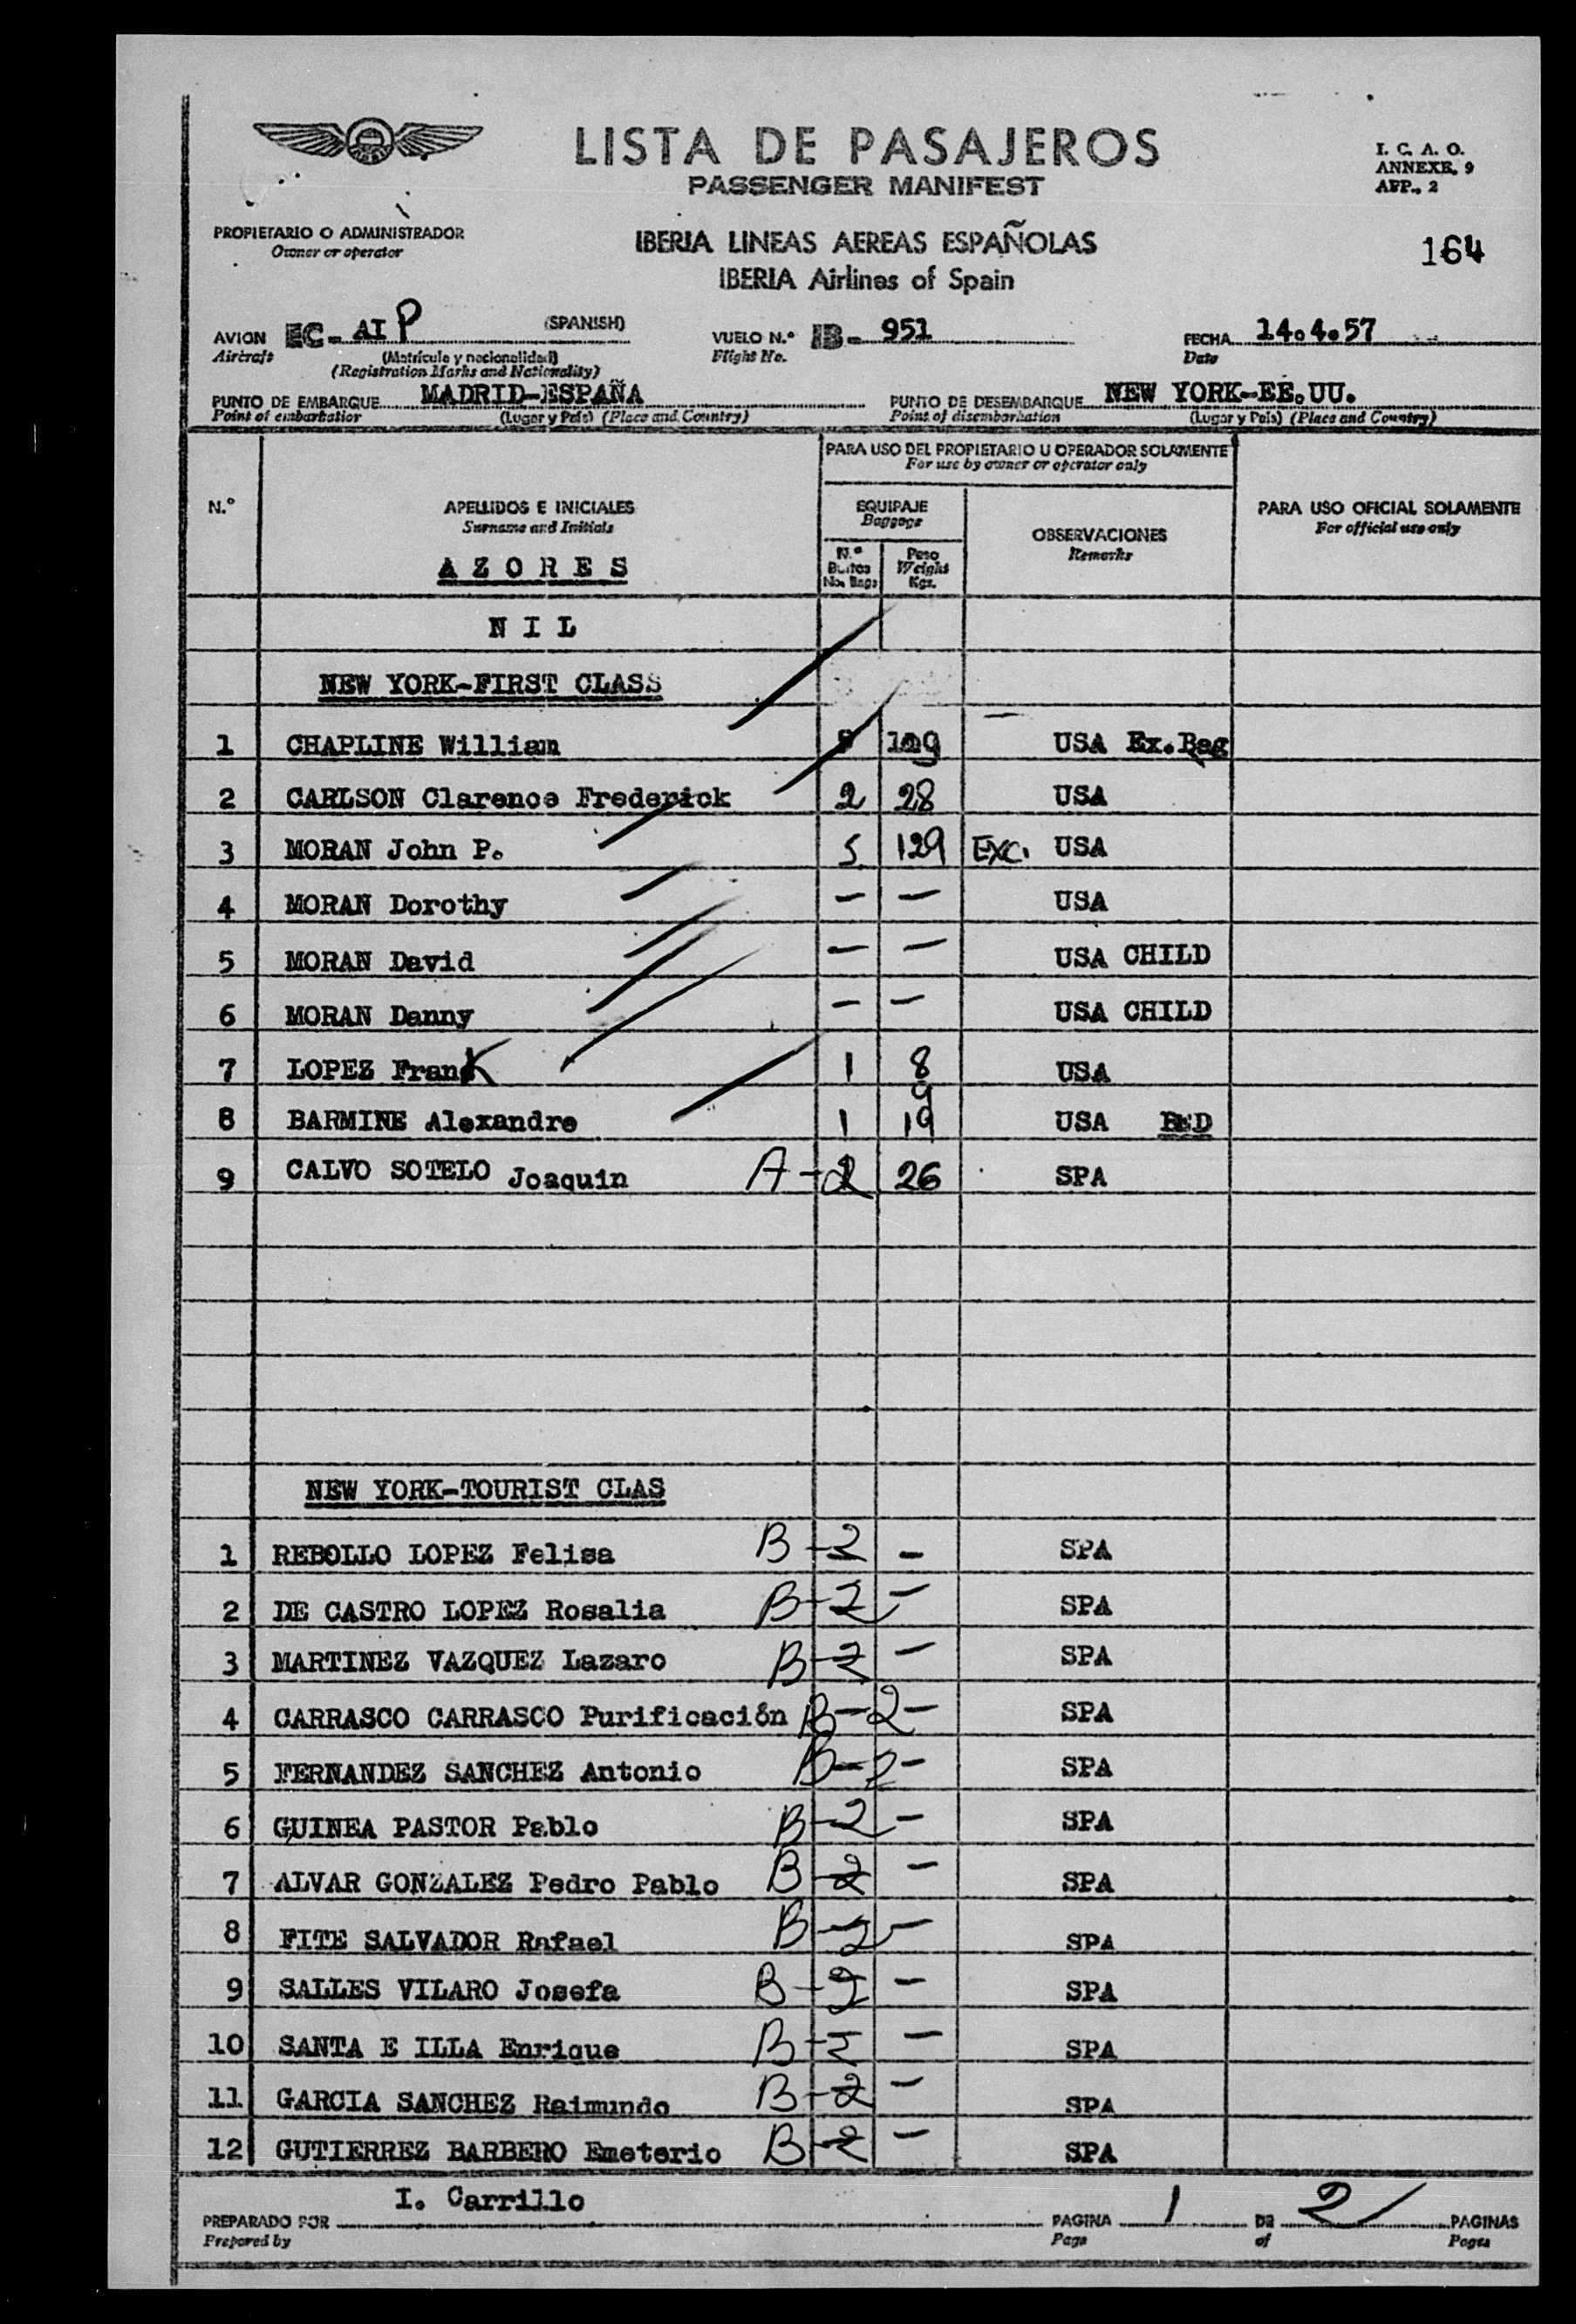 LISTA DE PASAJEROS
PASSENGER MANIFEST
I. C. A. O.
ANNEXE, 9
APP., 2
PROPIETARIO O ADMINISTRADOR
Owner or operator
IBERIA LINEAS AEREAS ESPAÑOLAS
IBERIA Airlines of Spain
164
AVION EC- AIP (SPANISH) VUELO N.º IB- 951 FECHA 14.4.57
Aircraft (Matrícula y nacionalidad) Flight No. Date
(Registration Marks and Nationality)
PUNTO DE EMBARQUE MADRID-ESPAÑA PUNTO DE DESEMBARQUE NEW YORK-EE.UU.
Point of embarkation (Lugar y País) (Place and Country) Point of disembarkation (Lugar y País) (Place and Country)
PARA USO DEL PROPIETARIO U OPERADOR SOLAMENTE
For use by owner or operator only
N.º APELLIDOS E INICIALES EQUIPAJE OBSERVACIONES PARA USO OFICIAL SOLAMENTE
Surname and Initials Baggage Remarks For official use only
AZORES N.º Bultos No. Bags Peso Weight Kgs.
NIL
NEW YORK-FIRST CLASS
1 CHAPLINE William USA Ex.Bag
2 CARLSON Clarence Frederick 2 28 USA
3 MORAN John P. 5 129 EXC. USA
4 MORAN Dorothy — — USA
5 MORAN David — — USA CHILD
6 MORAN Danny — — USA CHILD
7 LOPEZ Frank 1 8 USA
8 BARMINE Alexandre 1 19 USA BED
9 CALVO SOTELO Joaquin A-2 26 SPA
NEW YORK-TOURIST CLAS
1 REBOLLO LOPEZ Felisa B-2 — SPA
2 DE CASTRO LOPEZ Rosalia B-2 — SPA
3 MARTINEZ VAZQUEZ Lazaro B-2 — SPA
4 CARRASCO CARRASCO Purificación B-2 — SPA
5 FERNANDEZ SANCHEZ Antonio B-2 — SPA
6 GUINEA PASTOR Pablo B-2 — SPA
7 ALVAR GONZALEZ Pedro Pablo B-2 — SPA
8 FITE SALVADOR Rafael B-2 — SPA
9 SALLES VILARO Josefa B-2 — SPA
10 SANTA E ILLA Enrique B-2 — SPA
11 GARCIA SANCHEZ Raimundo B-2 — SPA
12 GUTIERREZ BARBERO Emeterio B-2 — SPA
I. Carrillo
PREPARADO POR PAGINA 1 DE 2 PAGINAS
Prepared by Page of Pages